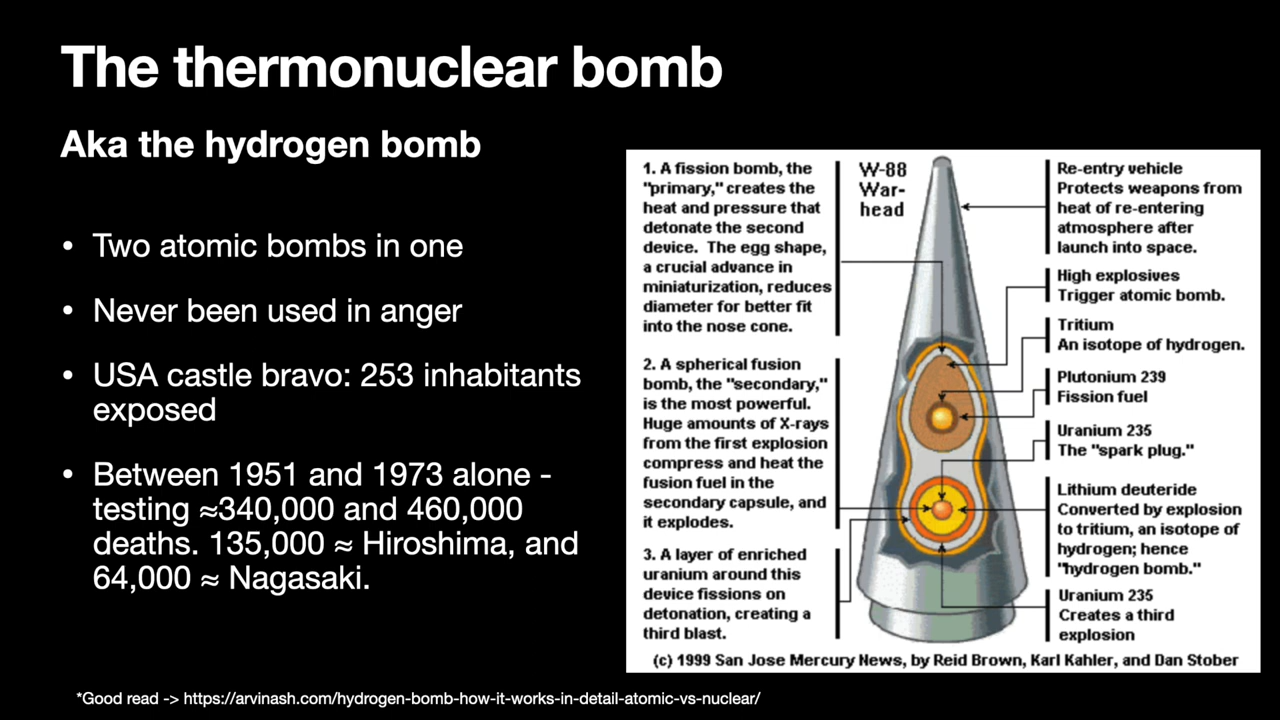 The thermonuclear bomb
Aka the hydrogen bomb
• Two atomic bombs in one
• Never been used in anger
• USA castle bravo: 253 inhabitants
exposed
• Between 1951 and 1973 alone -
testing ≈340,000 and 460,000
deaths. 135,000 ≈ Hiroshima, and
64,000 ≈ Nagasaki.
1. A fission bomb, the
"primary," creates the
heat and pressure that
detonate the second
device. The egg shape,
a crucial advance in
miniaturization, reduces
diameter for better fit
into the nose cone.
2. A spherical fusion
bomb, the "secondary,"
is the most powerful.
Huge amounts of X-rays
from the first explosion
compress and heat the
fusion fuel in the
secondary capsule, and
it explodes.
3. A layer of enriched
uranium around this
device fissions on
detonation, creating a
third blast.
W-88
War-
head
Re-entry vehicle
Protects weapons from
heat of re-entering
atmosphere after
launch into space.
High explosives
Trigger atomic bomb.
Tritium
An isotope of hydrogen.
Plutonium 239
Fission fuel
Uranium 235
The "spark plug."
Lithium deuteride
Converted by explosion
to tritium, an isotope of
hydrogen; hence
"hydrogen bomb."
Uranium 235
Creates a third
explosion
(c) 1999 San Jose Mercury News, by Reid Brown, Karl Kahler, and Dan Stober
*Good read -> https://arvinash.com/hydrogen-bomb-how-it-works-in-detail-atomic-vs-nuclear/